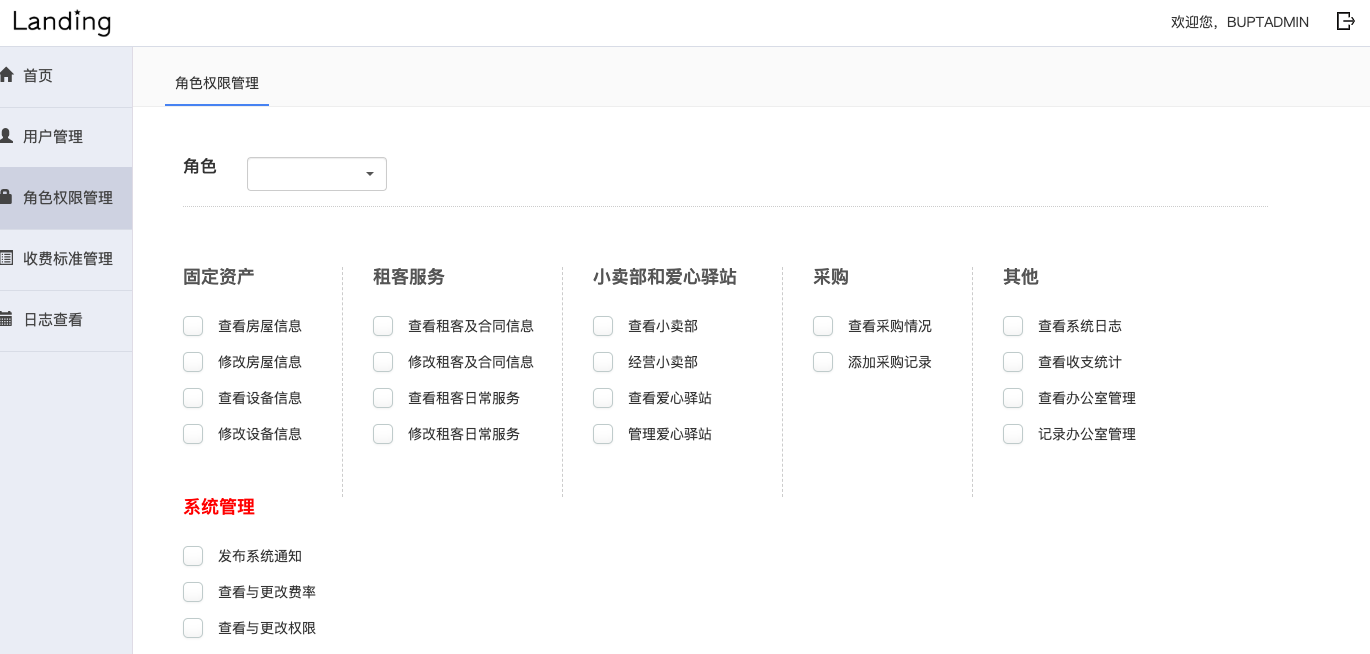 Landing
欢迎您，BUPTADMIN
首页
用户管理
角色权限管理
收费标准管理
日志查看
角色权限管理
角色
固定资产
查看房屋信息
修改房屋信息
查看设备信息
修改设备信息
租客服务
查看租客及合同信息
修改租客及合同信息
查看租客日常服务
修改租客日常服务
小卖部和爱心驿站
查看小卖部
经营小卖部
查看爱心驿站
管理爱心驿站
采购
查看采购情况
添加采购记录
其他
查看系统日志
查看收支统计
查看办公室管理
记录办公室管理
系统管理
发布系统通知
查看与更改费率
查看与更改权限